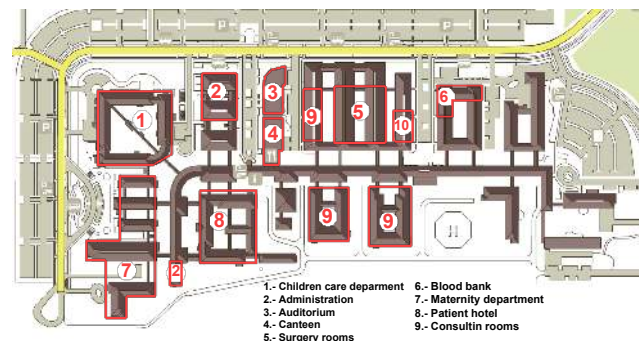 1
2
3
4
9
5
10
6
8
9
9
7
2
H
P
1.- Children care deparment
2.- Administration
3.- Auditorium
4.- Canteen
5.- Surgery rooms
6.- Blood bank
7.- Maternity department
8.- Patient hotel
9.- Consultin rooms